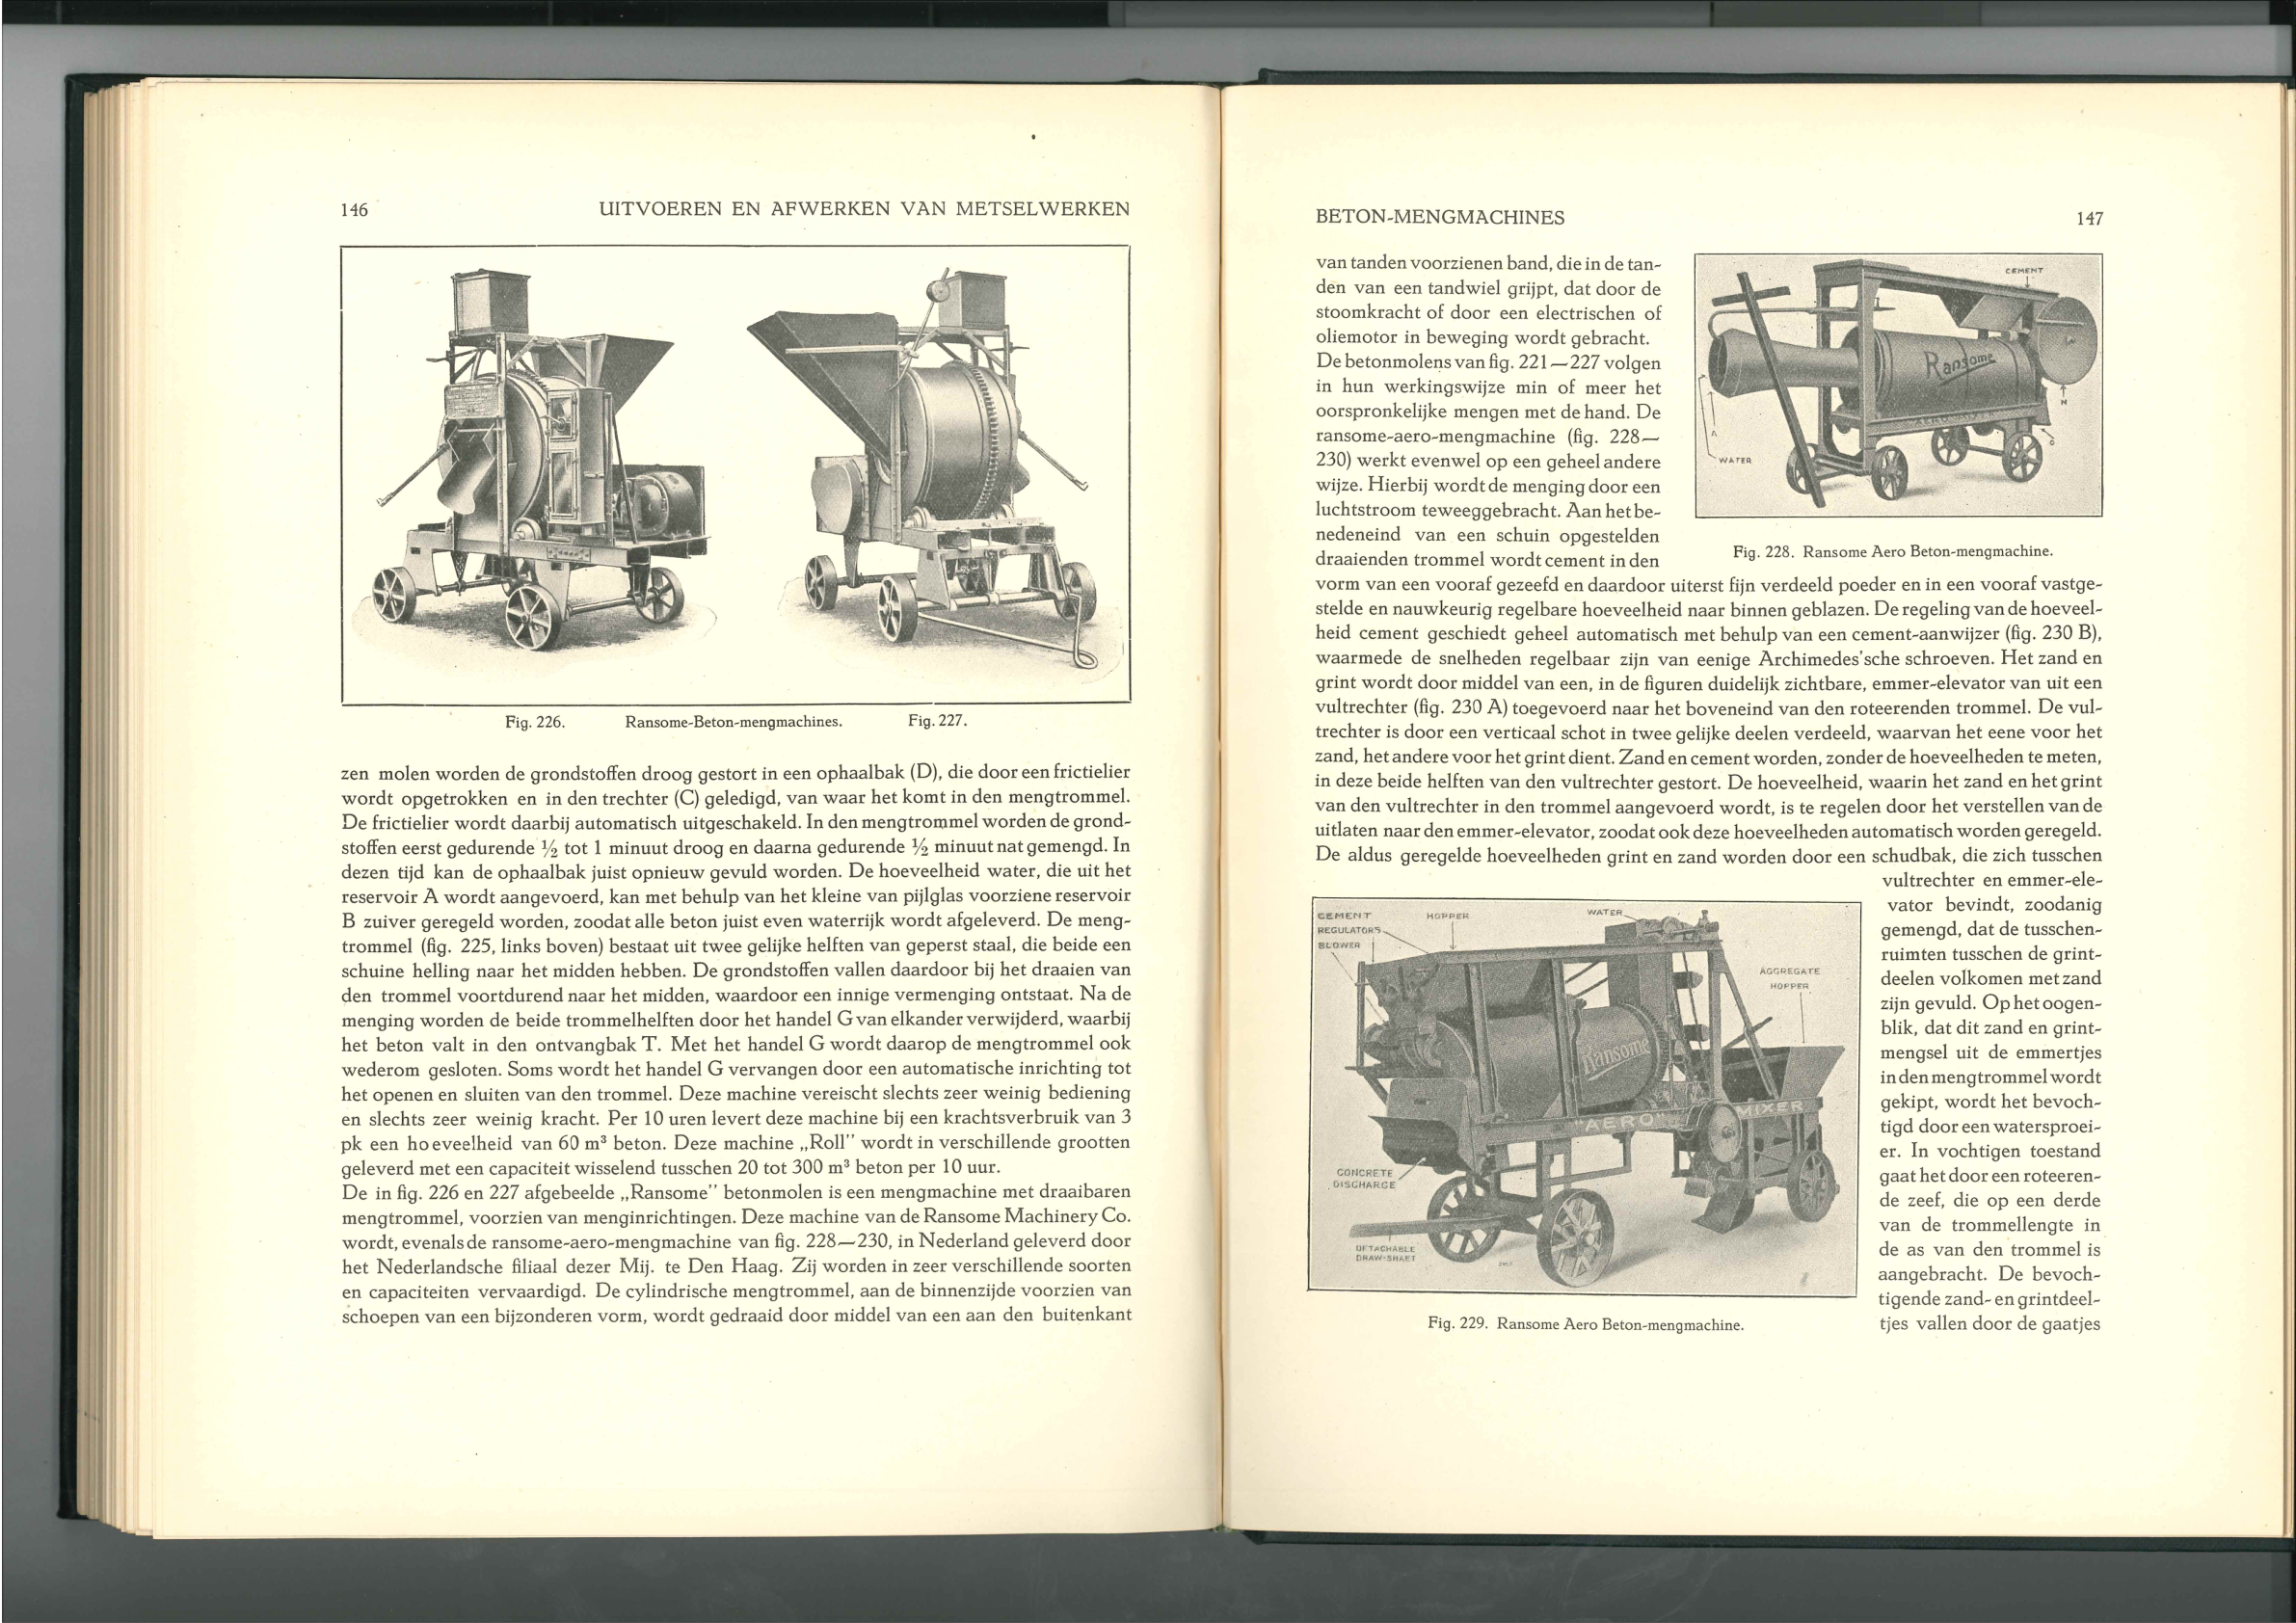 146 UITVOEREN EN AFWERKEN VAN METSELWERKEN
Fig. 226. Ransome-Beton-mengmachines. Fig. 227.
zen molen worden de grondstoffen droog gestort in een ophaalbak (D), die door een frictielier
wordt opgetrokken en in den trechter (C) geledigd, van waar het komt in den mengtrommel.
De frictielier wordt daarbij automatisch uitgeschakeld. In den mengtrommel worden de grond-
stoffen eerst gedurende ½ tot 1 minuut droog en daarna gedurende ½ minuut nat gemengd. In
dezen tijd kan de ophaalbak juist opnieuw gevuld worden. De hoeveelheid water, die uit het
reservoir A wordt aangevoerd, kan met behulp van het kleine van pijlglas voorziene reservoir
B zuiver geregeld worden, zoodat alle beton juist even waterrijk wordt afgeleverd. De meng-
trommel (fig. 225, links boven) bestaat uit twee gelijke helften van geperst staal, die beide een
schuine helling naar het midden hebben. De grondstoffen vallen daardoor bij het draaien van
den trommel voortdurend naar het midden, waardoor een innige vermenging ontstaat. Na de
menging worden de beide trommelhelften door het handel G van elkander verwijderd, waarbij
het beton valt in den ontvangbak T. Met het handel G wordt daarop de mengtrommel ook
wederom gesloten. Soms wordt het handel G vervangen door een automatische inrichting tot
het openen en sluiten van den trommel. Deze machine vereischt slechts zeer weinig bediening
en slechts zeer weinig kracht. Per 10 uren levert deze machine bij een krachtsverbruik van 3
pk een hoeveelheid van 60 m³ beton. Deze machine „Roll” wordt in verschillende grootten
geleverd met een capaciteit wisselend tusschen 20 tot 300 m³ beton per 10 uur.
De in fig. 226 en 227 afgebeelde „Ransome” betonmolen is een mengmachine met draaibaren
mengtrommel, voorzien van menginrichtingen. Deze machine van de Ransome Machinery Co.
wordt, evenals de ransome-aero-mengmachine van fig. 228—230, in Nederland geleverd door
het Nederlandsche filiaal dezer Mij. te Den Haag. Zij worden in zeer verschillende soorten
en capaciteiten vervaardigd. De cylindrische mengtrommel, aan de binnenzijde voorzien van
schoepen van een bijzonderen vorm, wordt gedraaid door middel van een aan den buitenkant
BETON-MENGMACHINES 147
van tanden voorzienen band, die in de tan-
den van een tandwiel grijpt, dat door de
stoomkracht of door een electrischen of
oliemotor in beweging wordt gebracht.
De betonmolens van fig. 221—227 volgen
in hun werkingswijze min of meer het
oorspronkelijke mengen met de hand. De
ransome-aero-mengmachine (fig. 228—
230) werkt evenwel op een geheel andere
wijze. Hierbij wordt de menging door een
luchtstroom teweeggebracht. Aan het be-
nedeneind van een schuin opgestelden
draaienden trommel wordt cement in den
CEMENT
Ransome
N
A
WATER
Fig. 228. Ransome Aero Beton-mengmachine.
vorm van een vooraf gezeefd en daardoor uiterst fijn verdeeld poeder en in een vooraf vastge-
stelde en nauwkeurig regelbare hoeveelheid naar binnen geblazen. De regeling van de hoeveel-
heid cement geschiedt geheel automatisch met behulp van een cement-aanwijzer (fig. 230 B),
waarmede de snelheden regelbaar zijn van eenige Archimedes'sche schroeven. Het zand en
grint wordt door middel van een, in de figuren duidelijk zichtbare, emmer-elevator van uit een
vultrechter (fig. 230 A) toegevoerd naar het boveneind van den roteerenden trommel. De vul-
trechter is door een verticaal schot in twee gelijke deelen verdeeld, waarvan het eene voor het
zand, het andere voor het grint dient. Zand en cement worden, zonder de hoeveelheden te meten,
in deze beide helften van den vultrechter gestort. De hoeveelheid, waarin het zand en het grint
van den vultrechter in den trommel aangevoerd wordt, is te regelen door het verstellen van de
uitlaten naar den emmer-elevator, zoodat ook deze hoeveelheden automatisch worden geregeld.
De aldus geregelde hoeveelheden grint en zand worden door een schudbak, die zich tusschen
vultrechter en emmer-ele-
vator bevindt, zoodanig
gemengd, dat de tusschen-
ruimten tusschen de grint-
deelen volkomen met zand
zijn gevuld. Op het oogen-
blik, dat dit zand en grint-
mengsel uit de emmertjes
in den mengtrommel wordt
gekipt, wordt het bevoch-
tigd door een watersproei-
er. In vochtigen toestand
gaat het door een roteeren-
de zeef, die op een derde
van de trommellengte in
de as van den trommel is
aangebracht. De bevoch-
tigende zand- en grintdeel-
tjes vallen door de gaatjes
CEMENT
REGULATORS
BLOWER
HOPPER
WATER
AGGREGATE
HOPPER
Ransome
"AERO" MIXER
CONCRETE
DISCHARGE
DETACHABLE
DRAW-SHAFT
Fig. 229. Ransome Aero Beton-mengmachine.